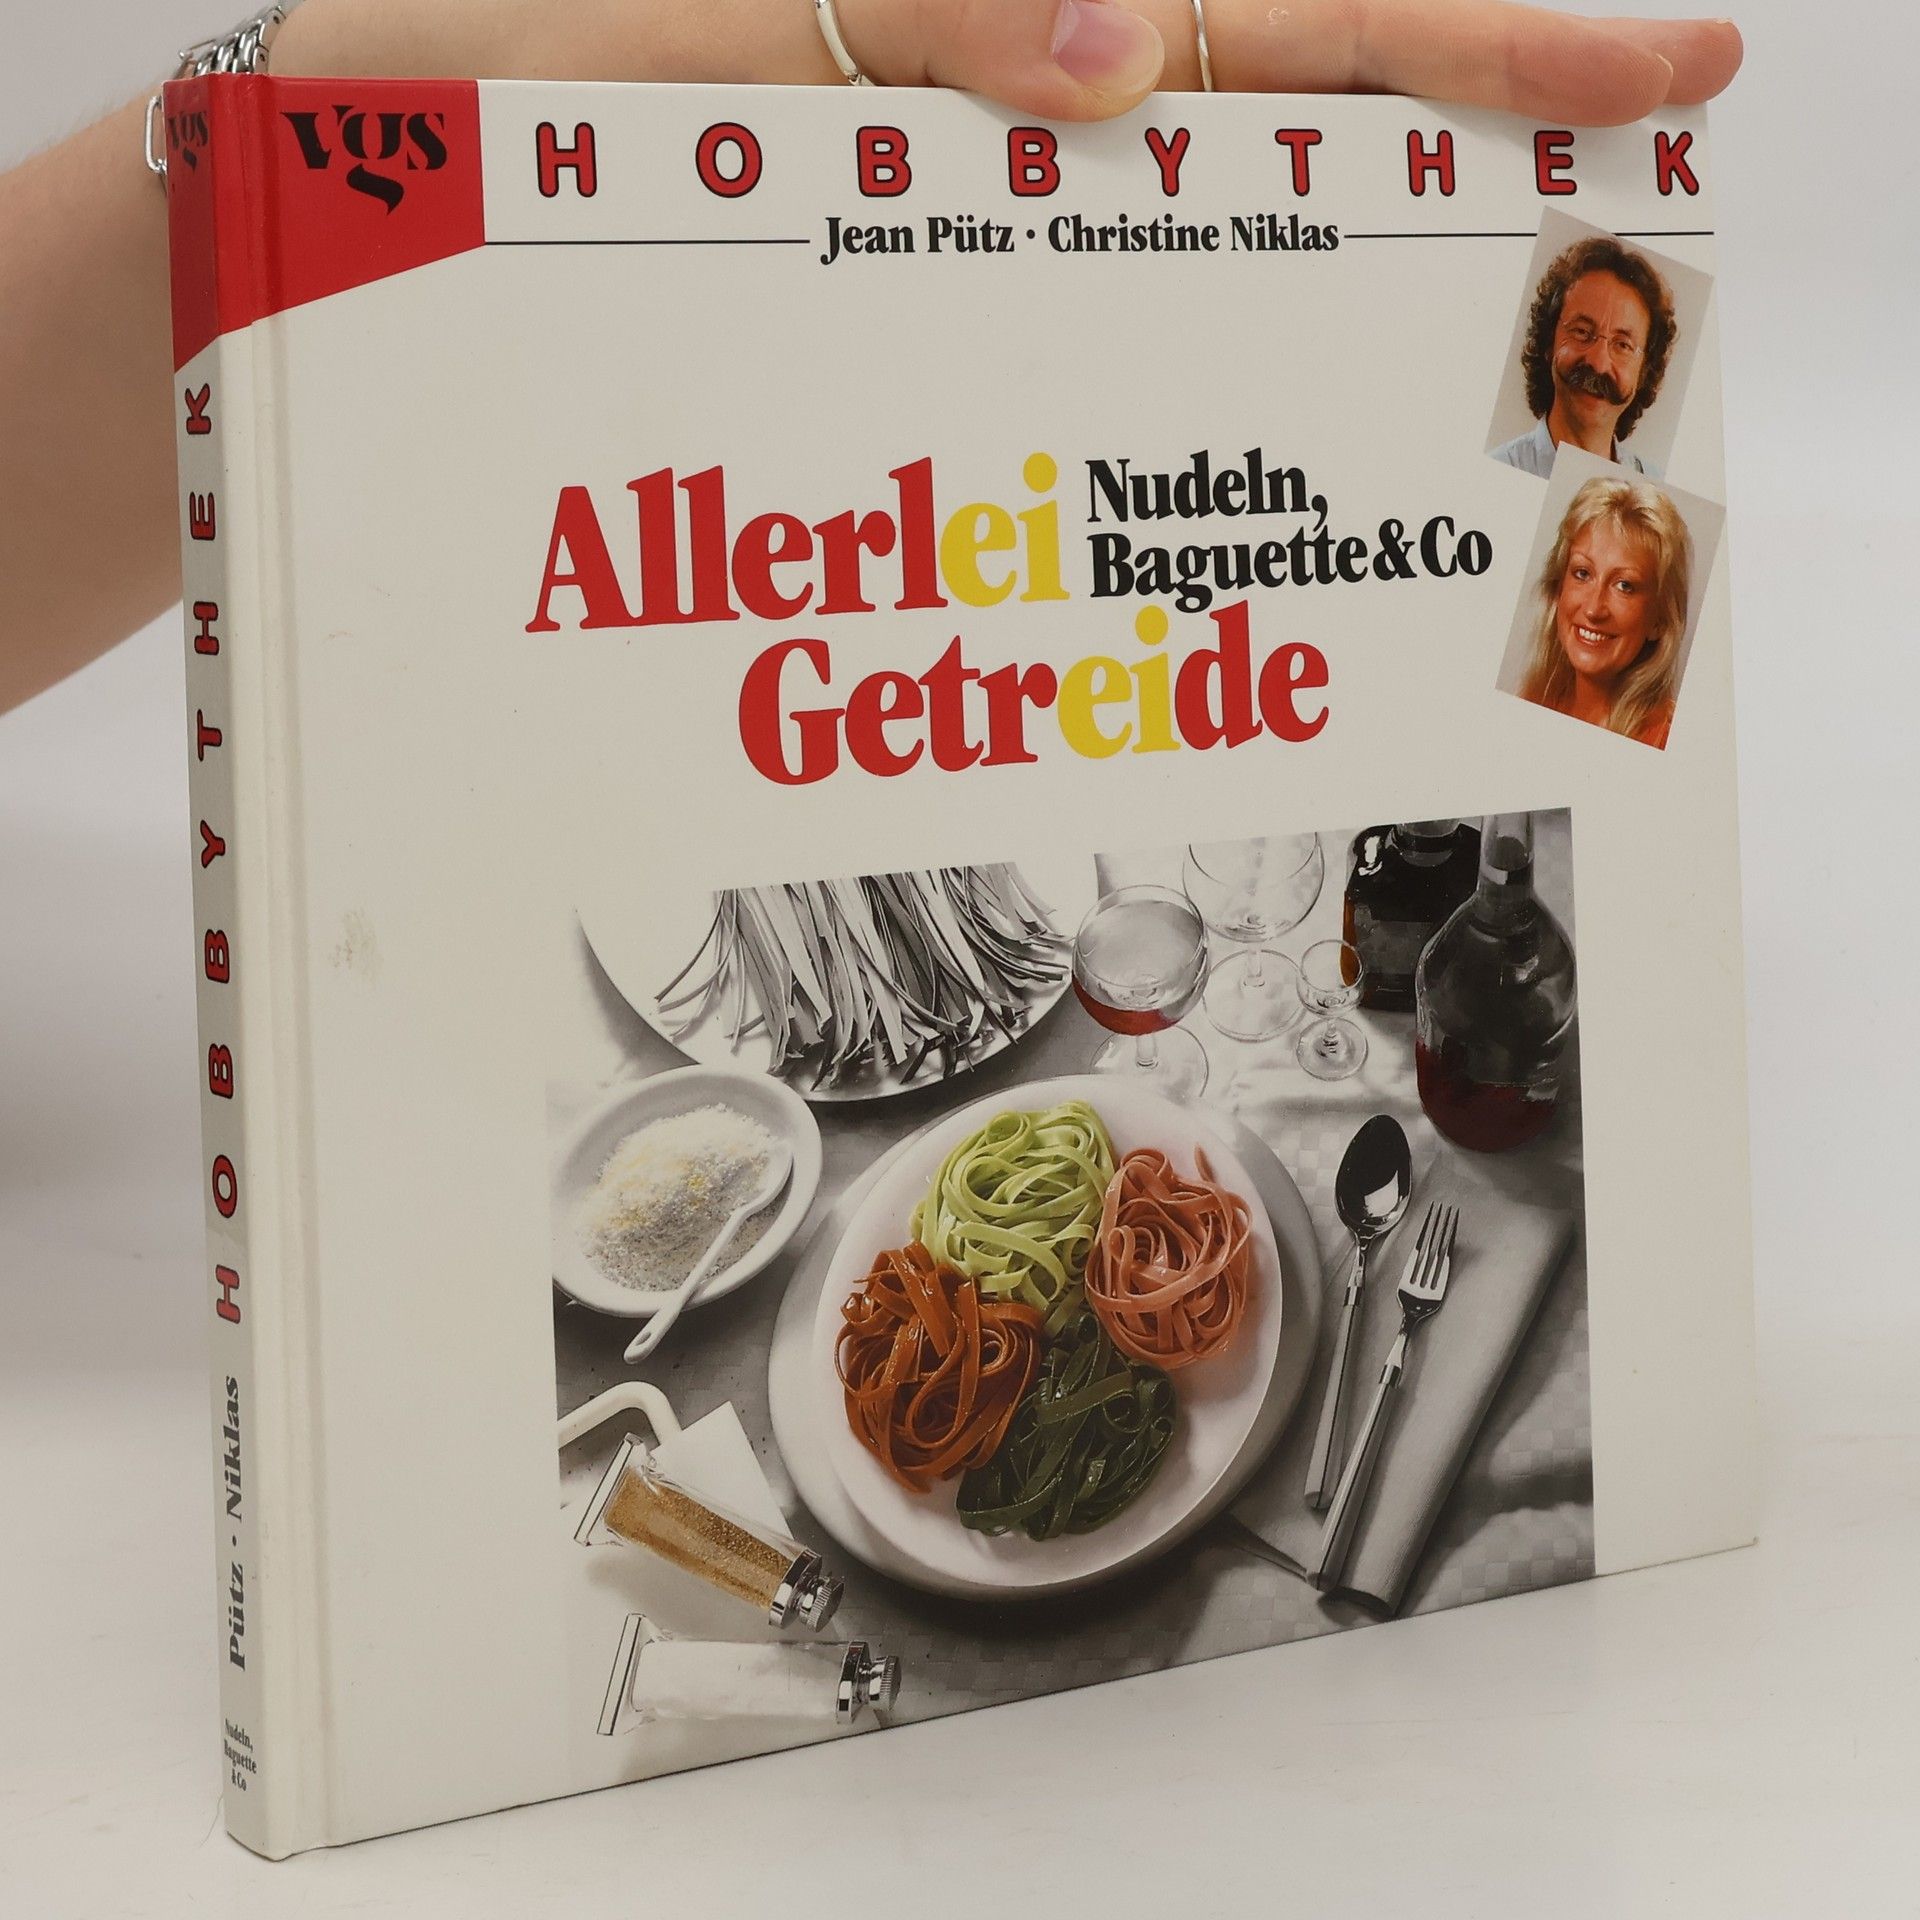 vgs
HOBBYTHEK
Jean Pütz · Christine Niklas
Allerlei
Nudeln,
Baguette & Co
Getreide
vgs
HOBBYTHEK
Pütz · Niklas
Nudeln,
Baguette
& Co